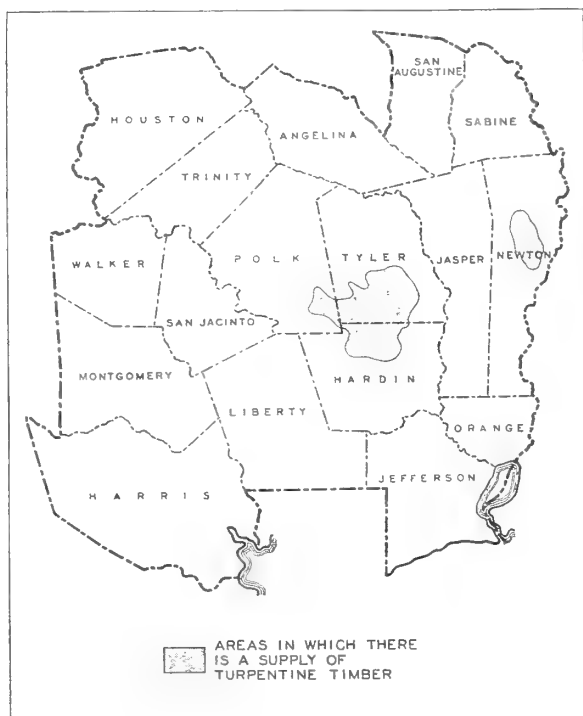 SAN
AUGUSTINE
HOUSTON
SABINE
ANGELINA
TRINITY
POLK
TYLER
JASPER
NEWTON
WALKER
SAN JACINTO
MONTGOMERY
HARDIN
LIBERTY
ORANGE
JEFFERSON
HARRIS
AREAS IN WHICH THERE
IS A SUPPLY OF
TURPENTINE TIMBER